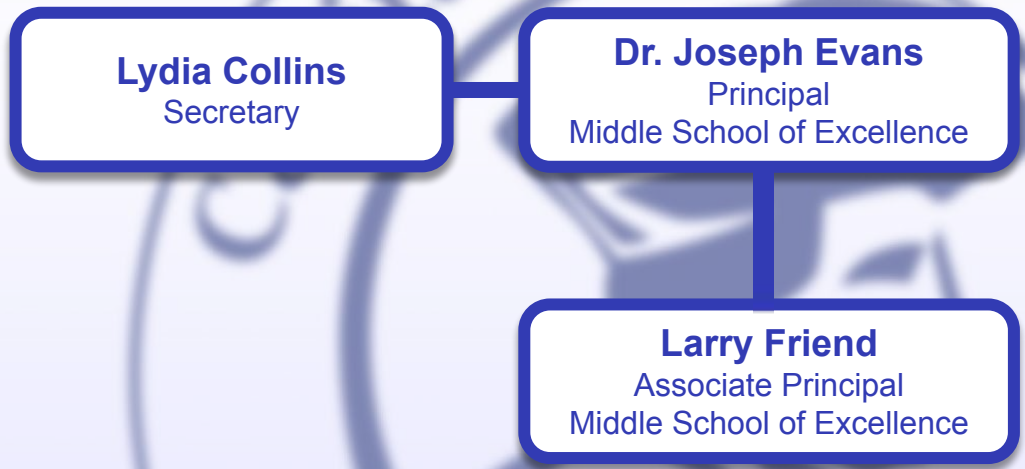 Lydia Collins
Secretary
Dr. Joseph Evans
Principal
Middle School of Excellence
Larry Friend
Associate Principal
Middle School of Excellence